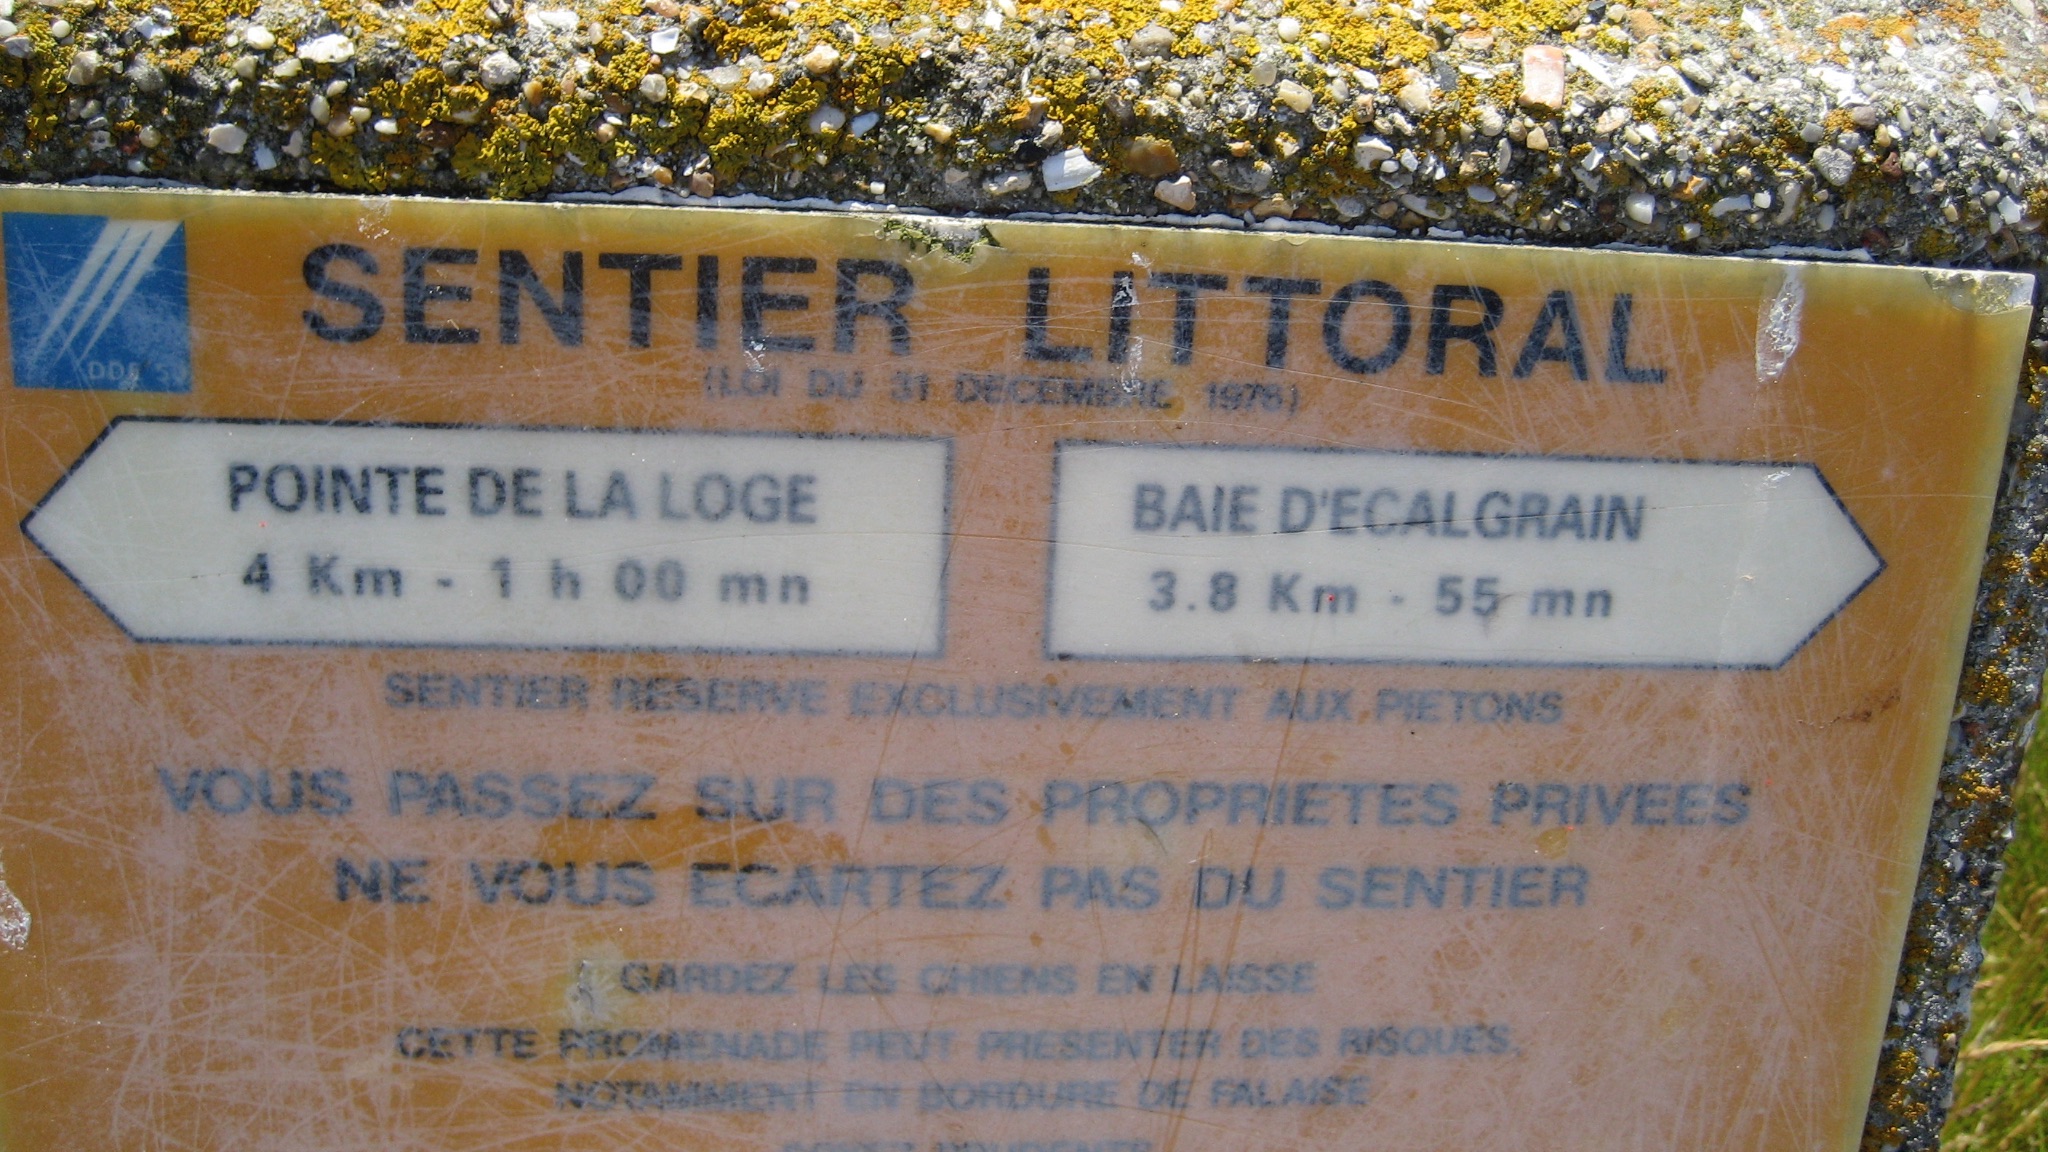 DDE 50
SENTIER LITTORAL
(LOI DU 31 DECEMBRE 1976)
POINTE DE LA LOGE
4 Km - 1 h 00 mn
BAIE D'ECALGRAIN
3.8 Km - 55 mn
SENTIER RESERVE EXCLUSIVEMENT AUX PIETONS
VOUS PASSEZ SUR DES PROPRIETES PRIVEES
NE VOUS ECARTEZ PAS DU SENTIER
GARDEZ LES CHIENS EN LAISSE
CETTE PROMENADE PEUT PRESENTER DES RISQUES,
NOTAMMENT EN BORDURE DE FALAISE